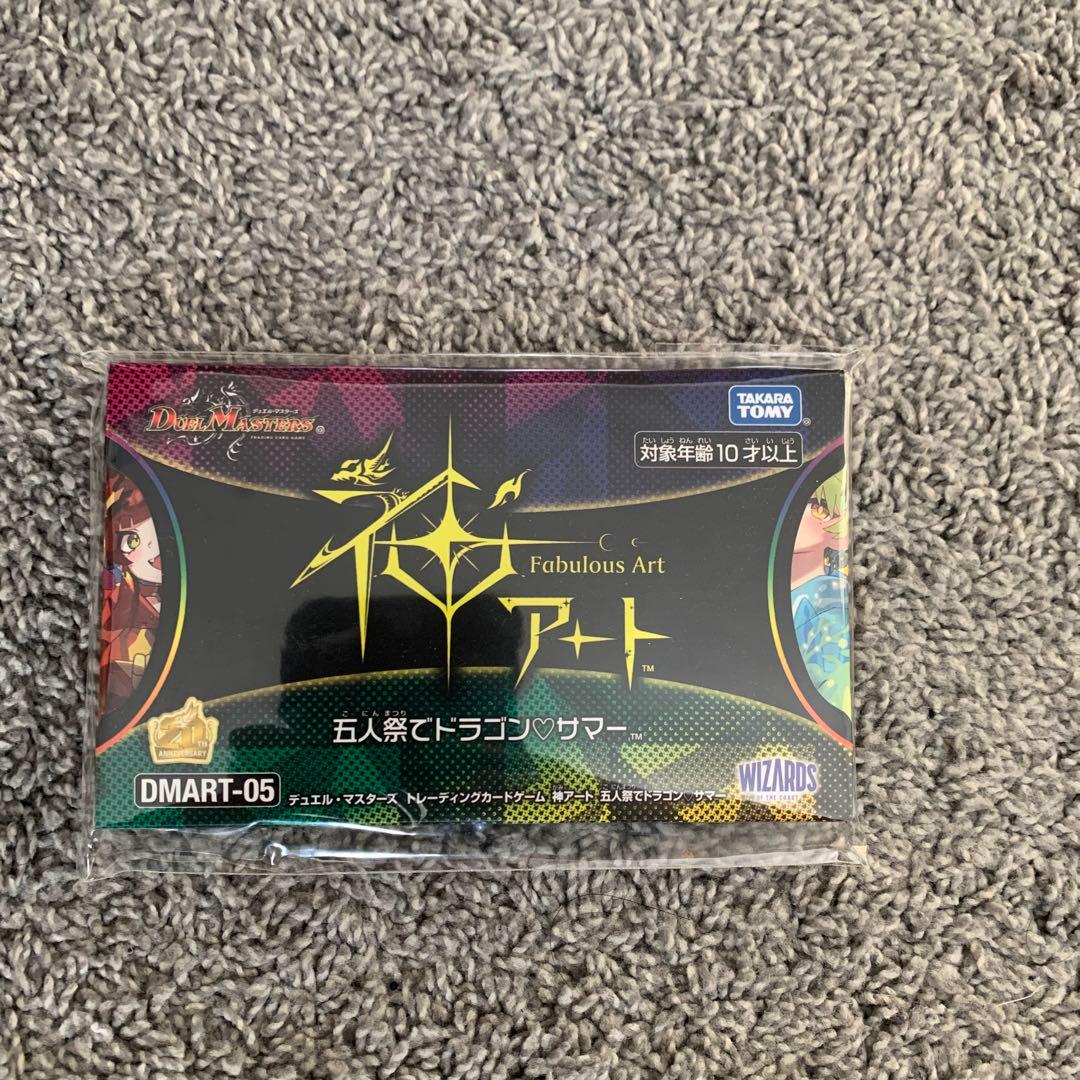 デュエル・マスターズ
DUEL MASTERS
TRADING CARD GAME
TAKARA
TOMY
たいしょうねんれい さいいじょう
対象年齢10才以上
神
Fabulous Art
アート™
ごにんまつり
五人祭でドラゴン♡サマー™
20TH
ANNIVERSARY
DMART-05
デュエル・マスターズ トレーディングカードゲーム 神アート 五人祭でドラゴン♡サマー
WIZARDS
OF THE COAST